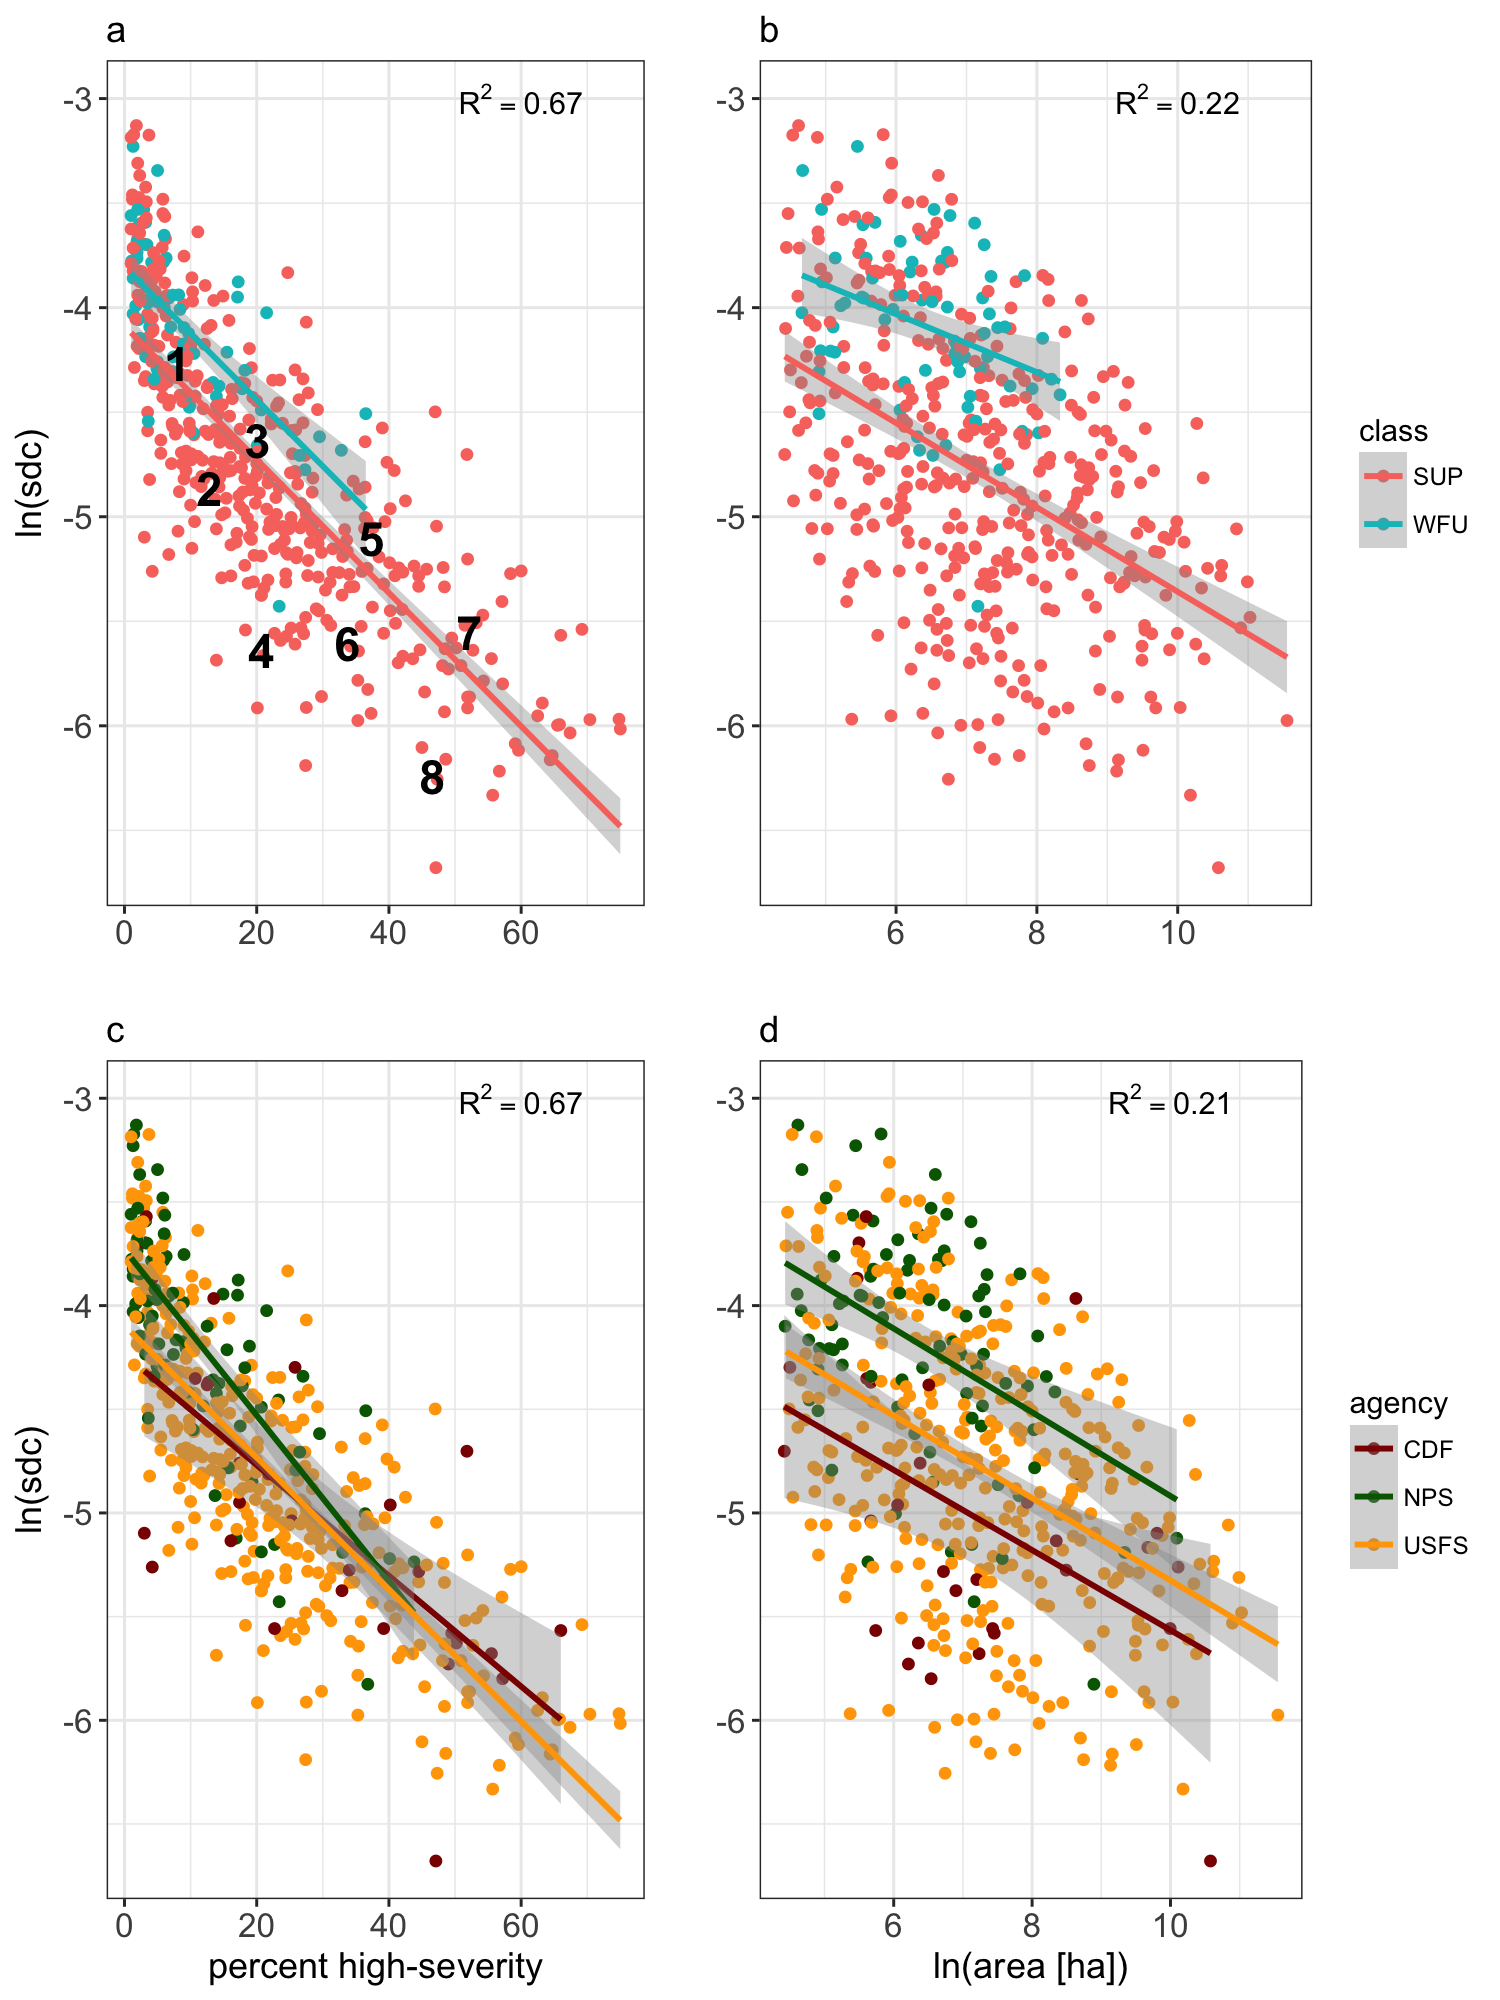 a
b
R² = 0.67
R² = 0.22
-3
-4
-5
-6
-3
-4
-5
-6
ln(sdc)
1
2
3
4
5
6
7
8
0 20 40 60
6 8 10
class
SUP
WFU
c
d
R² = 0.67
R² = 0.21
-3
-4
-5
-6
-3
-4
-5
-6
ln(sdc)
0 20 40 60
6 8 10
percent high-severity
ln(area [ha])
agency
CDF
NPS
USFS